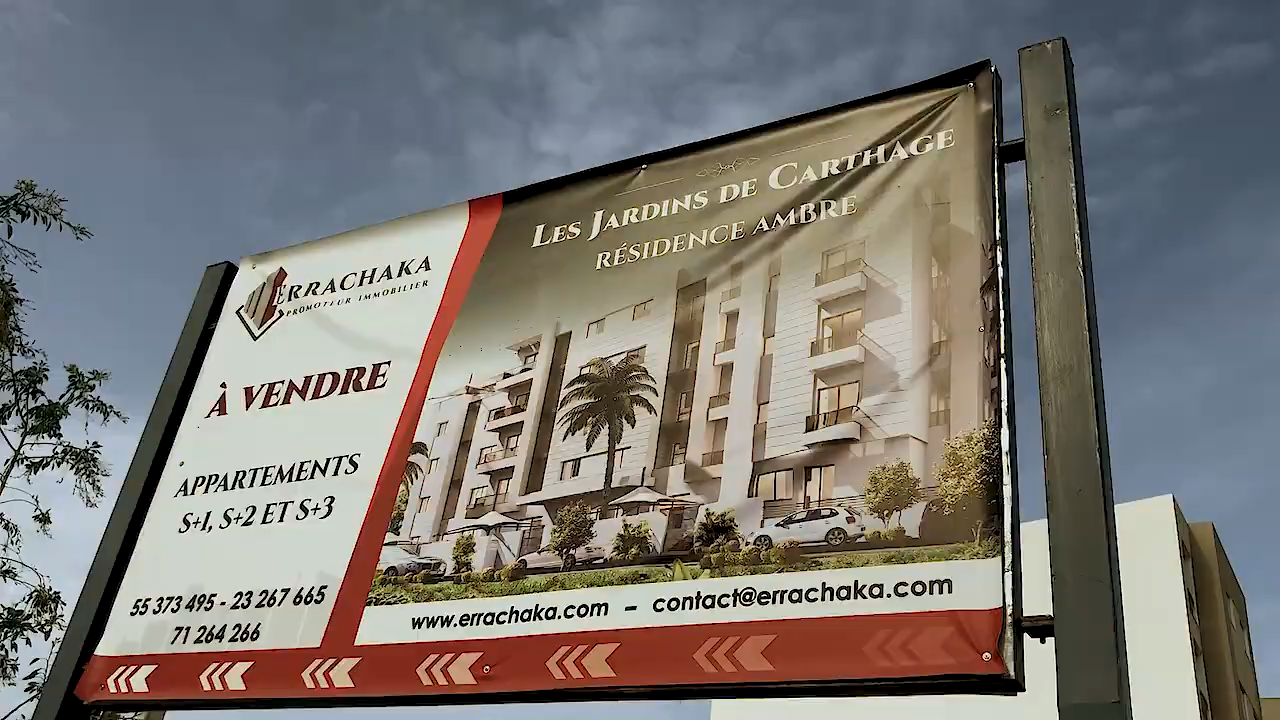 ERRACHAKA
PROMOTEUR IMMOBILIER
À VENDRE
APPARTEMENTS
S+1, S+2 ET S+3
55 373 495 - 23 267 665
71 264 266
LES JARDINS DE CARTHAGE
RÉSIDENCE AMBRE
www.errachaka.com – contact@errachaka.com